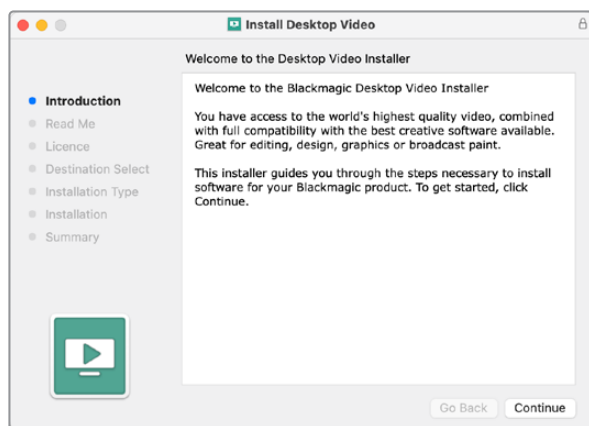 Install Desktop Video
Welcome to the Desktop Video Installer
Introduction
Read Me
Licence
Destination Select
Installation Type
Installation
Summary
Welcome to the Blackmagic Desktop Video Installer
You have access to the world's highest quality video, combined
with full compatibility with the best creative software available.
Great for editing, design, graphics or broadcast paint.
This installer guides you through the steps necessary to install
software for your Blackmagic product. To get started, click
Continue.
Go Back
Continue